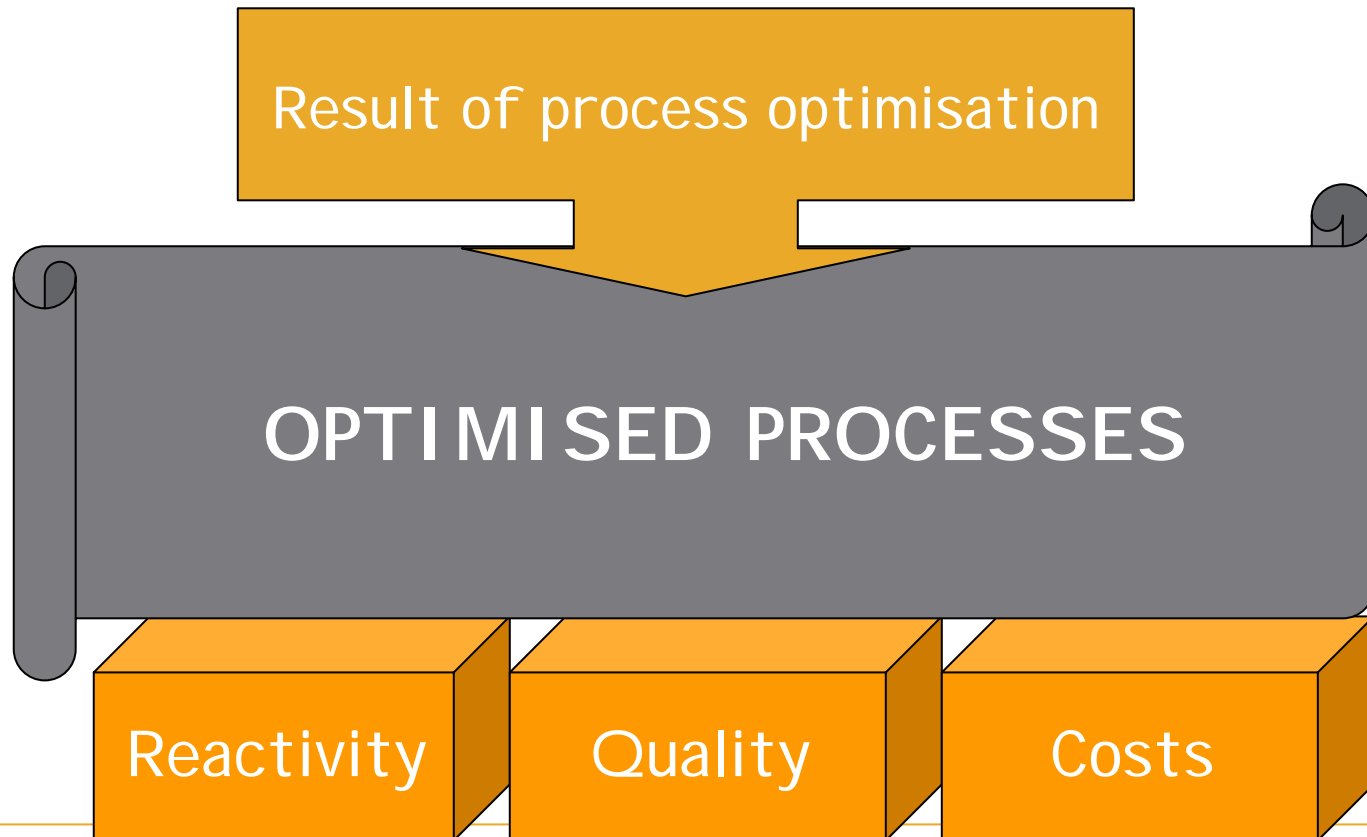 Result of process optimisation
OPTIMISED PROCESSES
Reactivity
Quality
Costs